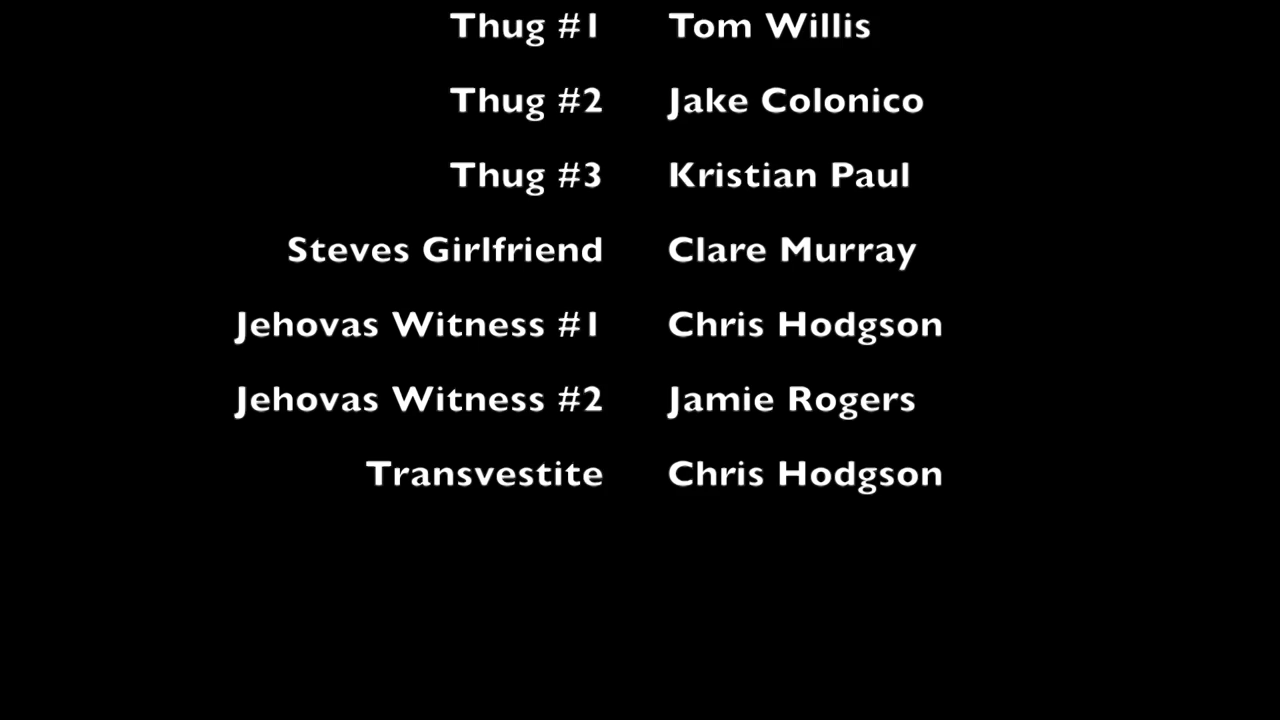 Thug #1 Tom Willis
Thug #2 Jake Colonico
Thug #3 Kristian Paul
Steves Girlfriend Clare Murray
Jehovas Witness #1 Chris Hodgson
Jehovas Witness #2 Jamie Rogers
Transvestite Chris Hodgson